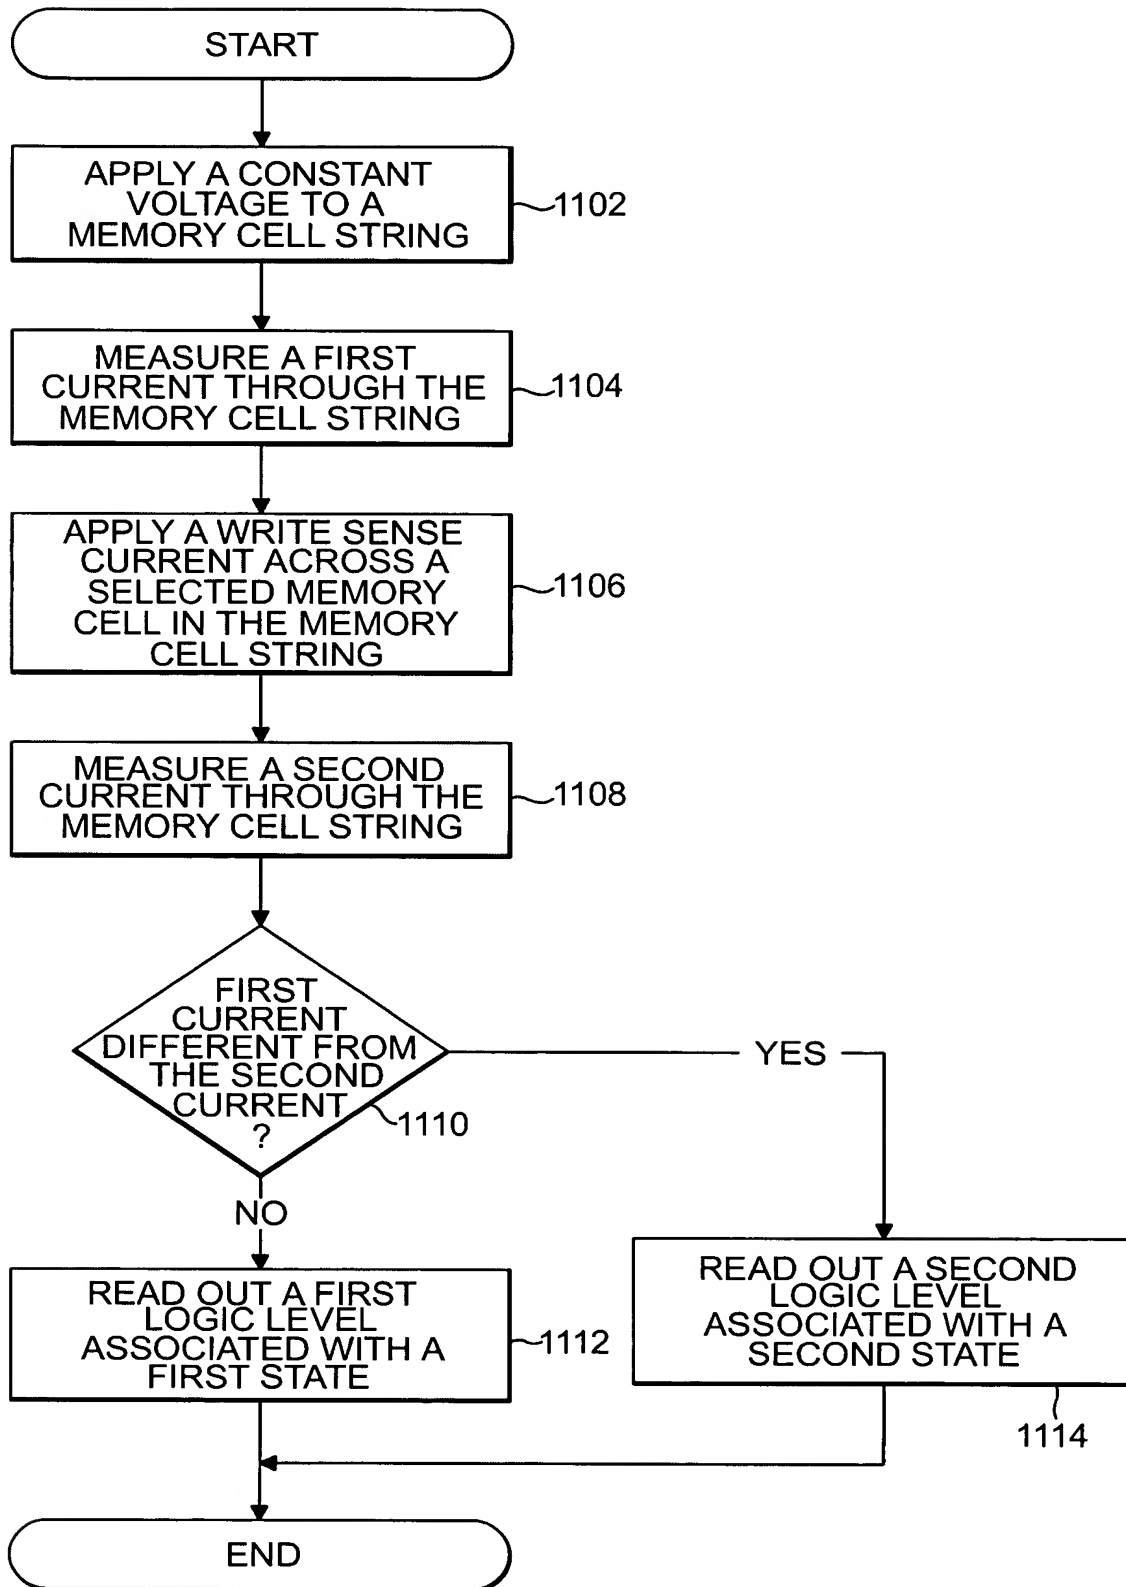 START
APPLY A CONSTANT
VOLTAGE TO A
MEMORY CELL STRING
1102
MEASURE A FIRST
CURRENT THROUGH THE
MEMORY CELL STRING
1104
APPLY A WRITE SENSE
CURRENT ACROSS A
SELECTED MEMORY
CELL IN THE MEMORY
CELL STRING
1106
MEASURE A SECOND
CURRENT THROUGH THE
MEMORY CELL STRING
1108
FIRST
CURRENT
DIFFERENT FROM
THE SECOND
CURRENT
?
1110
YES
NO
READ OUT A FIRST
LOGIC LEVEL
ASSOCIATED WITH A
FIRST STATE
1112
READ OUT A SECOND
LOGIC LEVEL
ASSOCIATED WITH A
SECOND STATE
1114
END